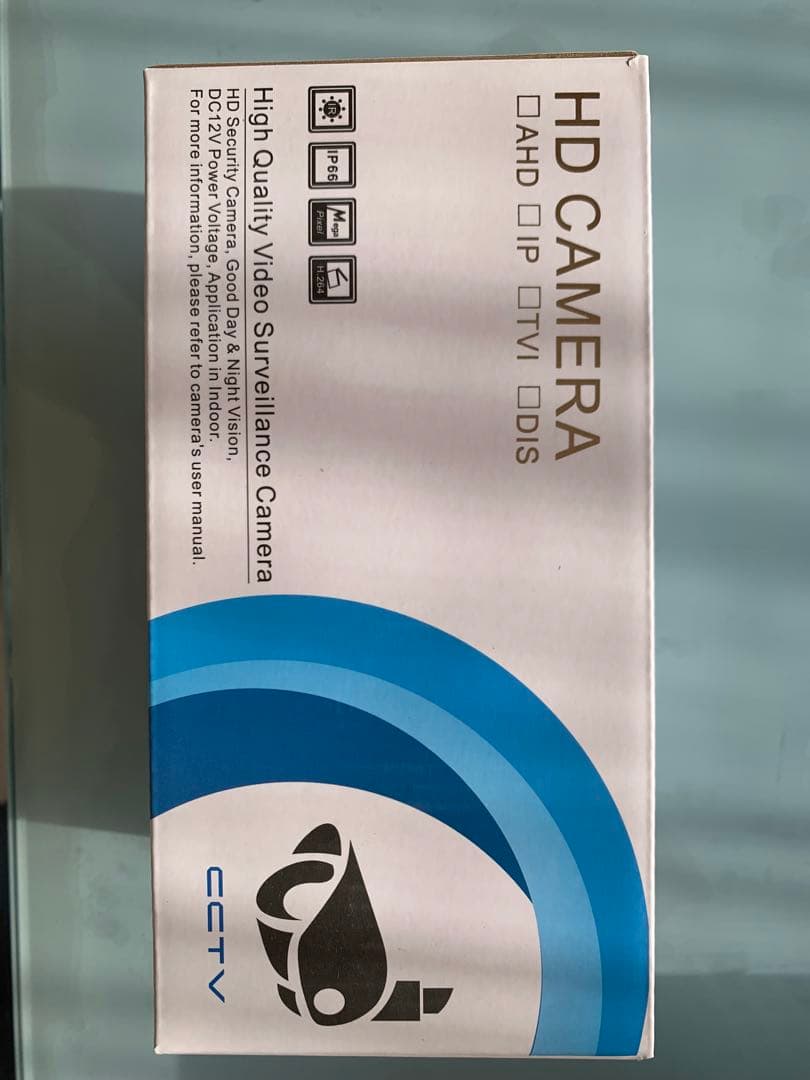 HD CAMERA
☐AHD ☐IP ☐TVI ☐DIS
IR
IP66
Mega
Pixel
H.264
High Quality Video Surveillance Camera
HD Security Camera, Good Day & Night Vision,
DC12V Power Voltage, Application in Indoor.
For more information, please refer to camera's user manual.
CCTV